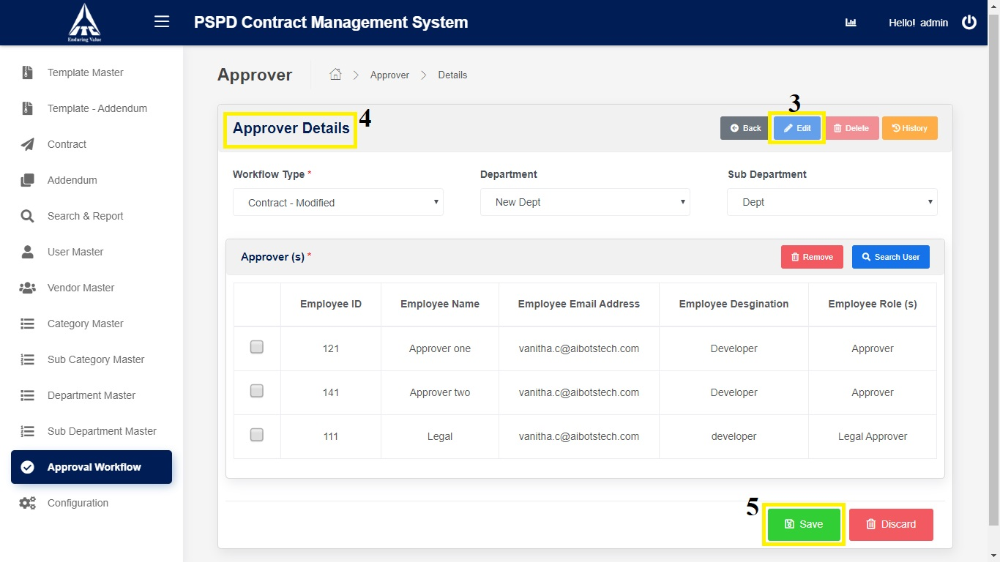 ITC
Enduring Value
PSPD Contract Management System
Hello! admin
Template Master
Template - Addendum
Contract
Addendum
Search & Report
User Master
Vendor Master
Category Master
Sub Category Master
Department Master
Sub Department Master
Approval Workflow
Configuration
Approver
Approver
Details
3
Approver Details
4
Back
Edit
Delete
History
Workflow Type *
Department
Sub Department
Contract - Modified
New Dept
Dept
Approver (s) *
Remove
Search User
Employee ID Employee Name Employee Email Address Employee Desgination Employee Role (s)
121 Approver one vanitha.c@aibotstech.com Developer Approver
141 Approver two vanitha.c@aibotstech.com Developer Approver
111 Legal vanitha.c@aibotstech.com developer Legal Approver
5
Save
Discard